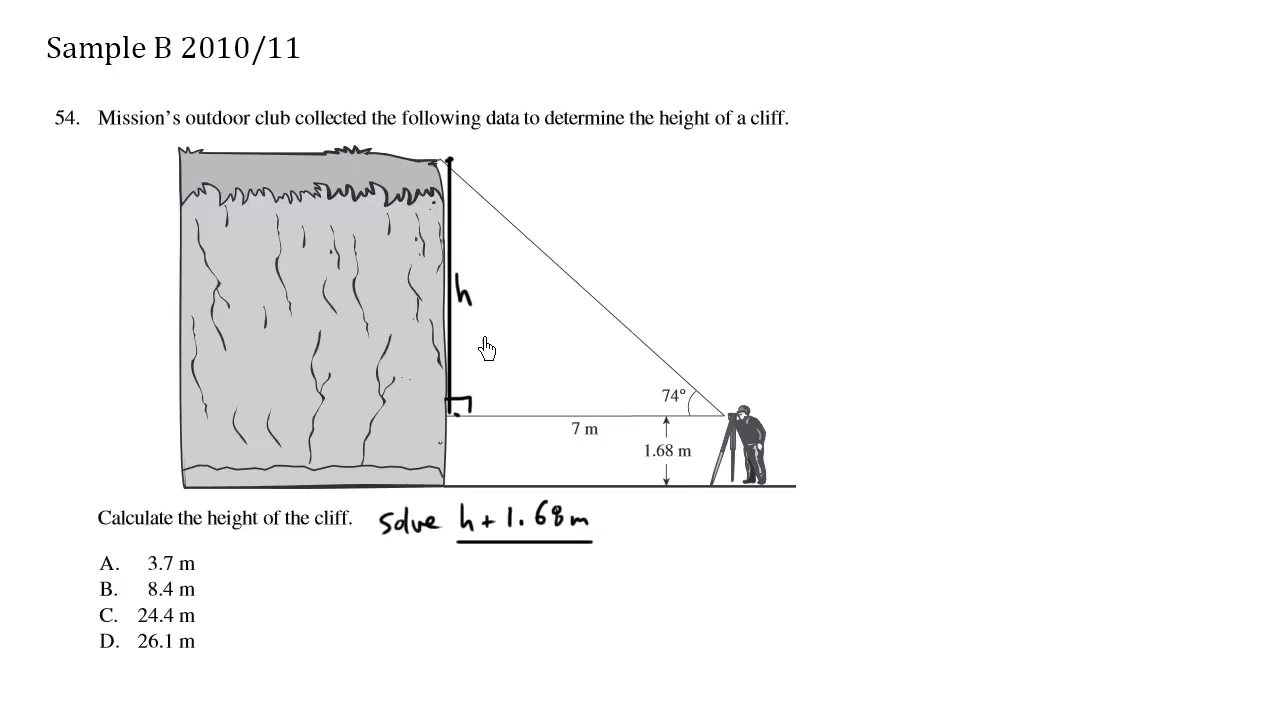 Sample B 2010/11
54. Mission's outdoor club collected the following data to determine the height of a cliff.
h
74°
7 m
1.68 m
Calculate the height of the cliff. solve h + 1.68m
A. 3.7 m
B. 8.4 m
C. 24.4 m
D. 26.1 m